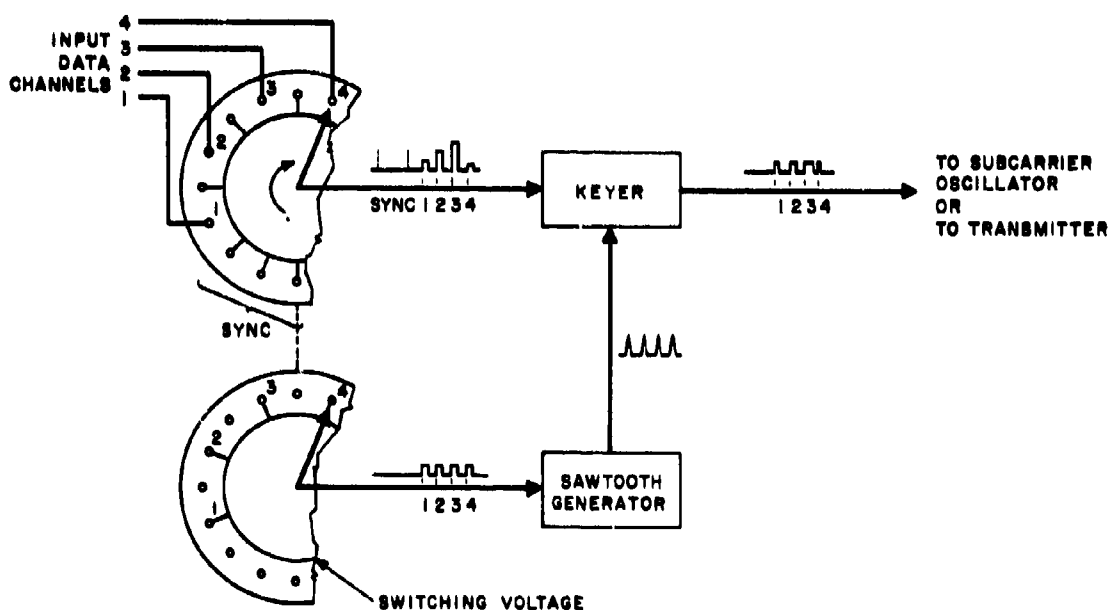 INPUT
DATA
CHANNELS
4
3
2
1
4
3
2
1
SYNC
SYNC 1 2 3 4
KEYER
1 2 3 4
TO SUBCARRIER
OSCILLATOR
OR
TO TRANSMITTER
4
3
2
1
1 2 3 4
SAWTOOTH
GENERATOR
SWITCHING VOLTAGE